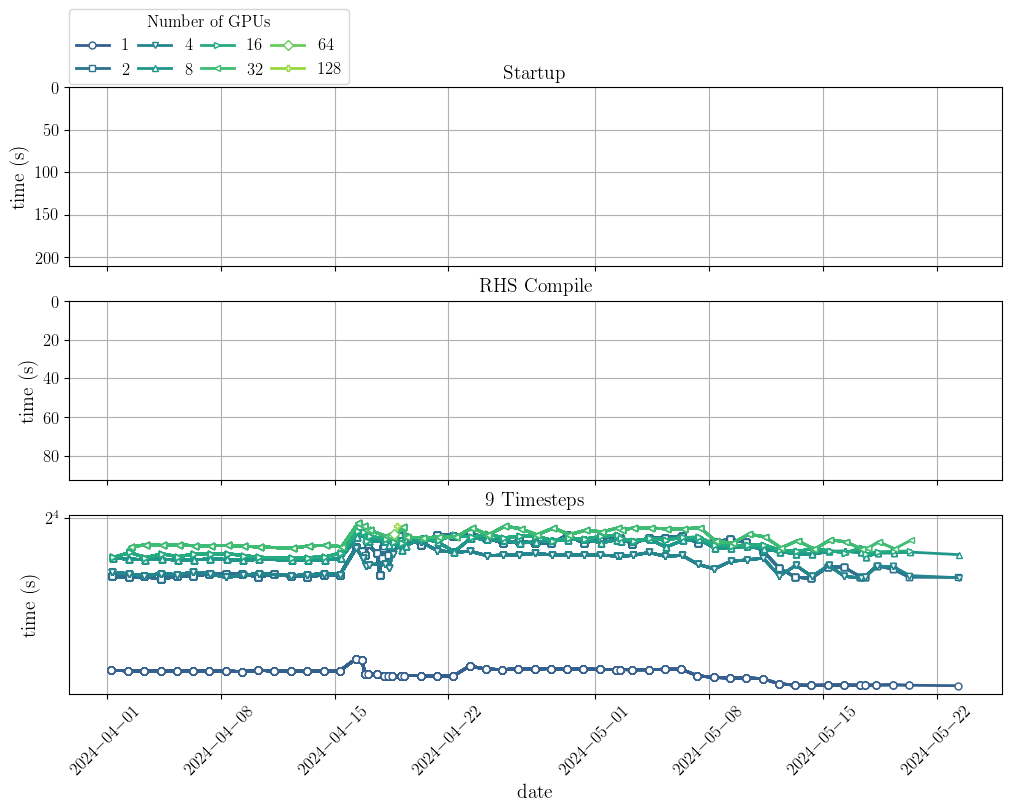 Number of GPUs
1 4 16 64
2 8 32 128
Startup
0
50
100
150
200
time (s)
RHS Compile
0
20
40
60
80
time (s)
9 Timesteps
2⁴
time (s)
2024−04−01 2024−04−08 2024−04−15 2024−04−22 2024−05−01 2024−05−08 2024−05−15 2024−05−22
date